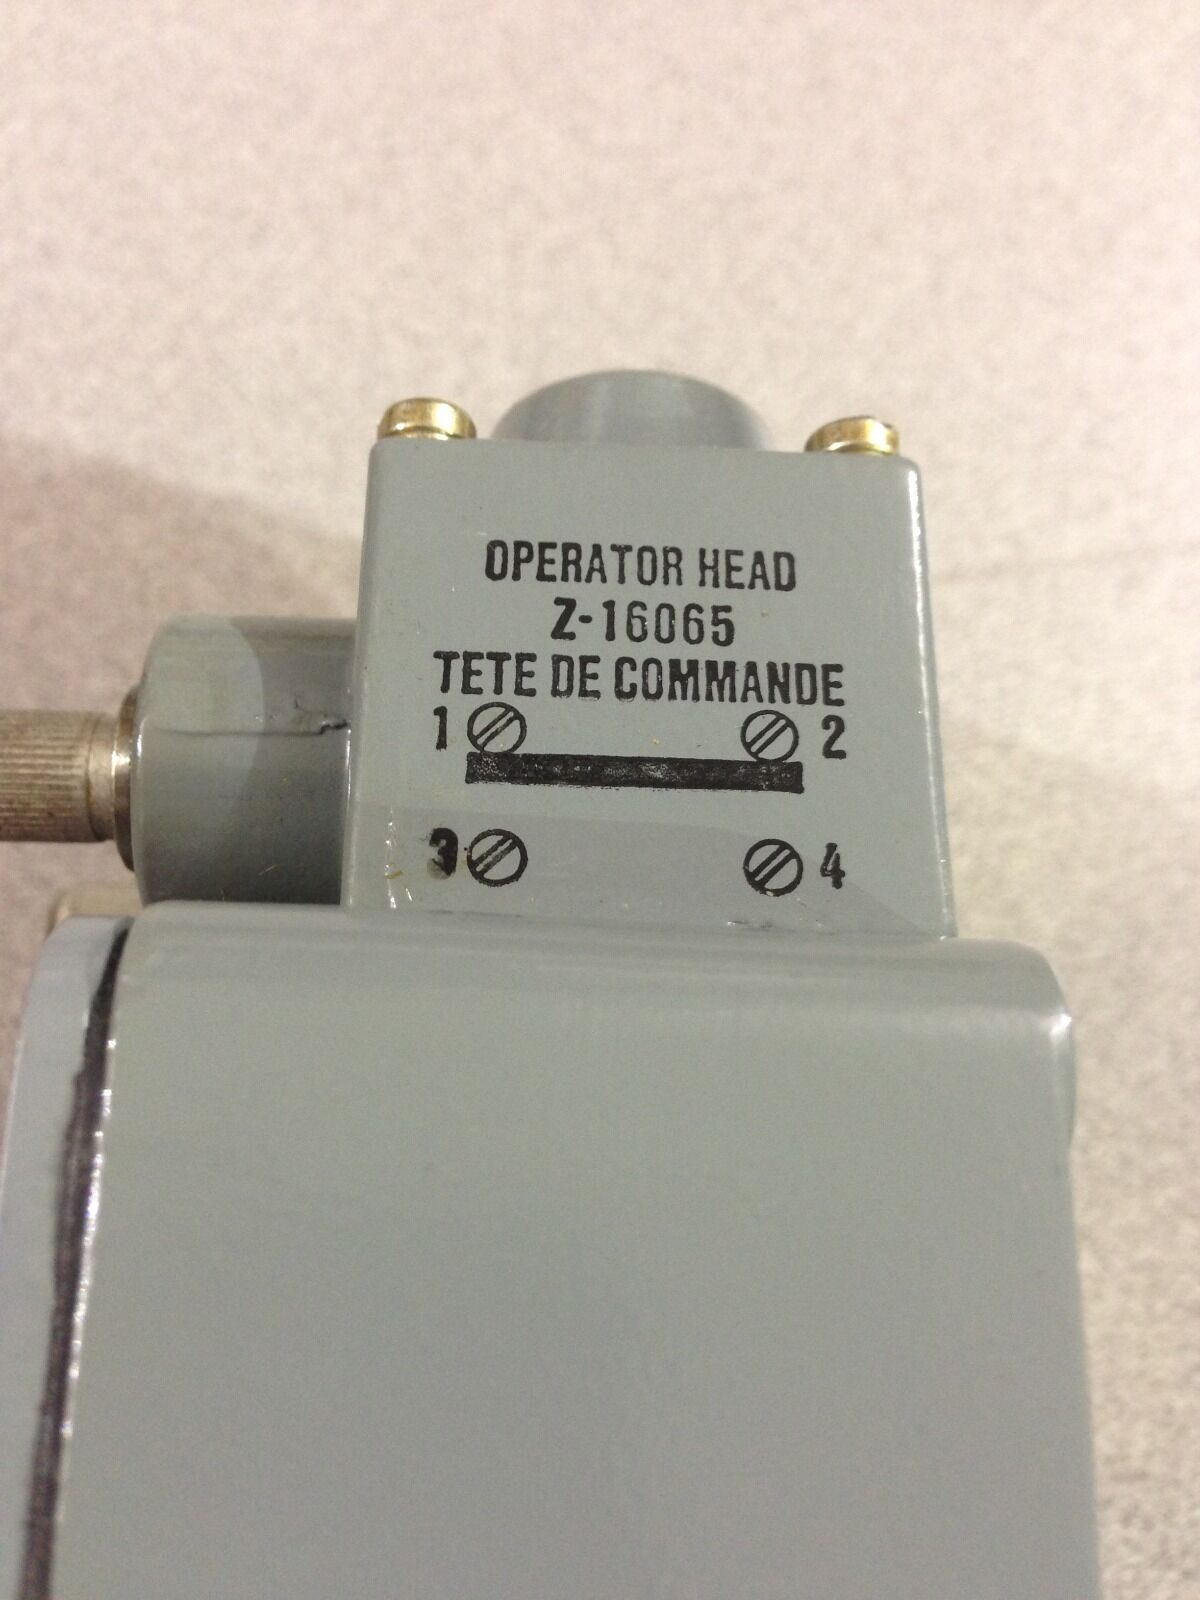 OPERATOR HEAD
Z-16065
TETE DE COMMANDE
1 2
3 4